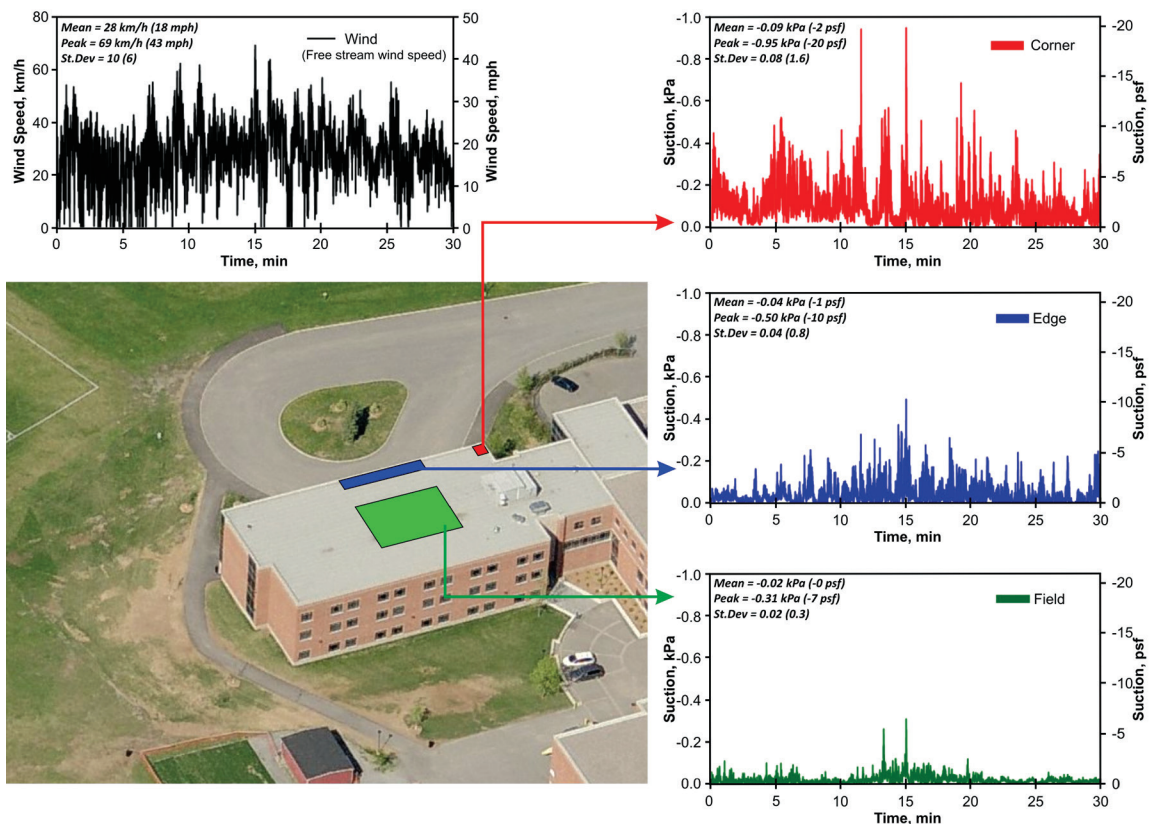 Mean = 28 km/h (18 mph)
Peak = 69 km/h (43 mph)
St.Dev = 10 (6)
Wind
(Free stream wind speed)
Wind Speed, km/h
80
60
40
20
0
Wind Speed, mph
50
40
30
20
10
0
0 5 10 15 20 25 30
Time, min
Mean = -0.09 kPa (-2 psf)
Peak = -0.95 kPa (-20 psf)
St.Dev 0.08 (1.6)
Corner
Suction, kPa
-1.0
-0.8
-0.6
-0.4
-0.2
0.0
Suction, psf
-20
-15
-10
-5
0
0 5 10 15 20 25 30
Time, min
Mean = -0.04 kPa (-1 psf)
Peak = -0.50 kPa (-10 psf)
St.Dev = 0.04 (0.8)
Edge
Suction, kPa
-1.0
-0.8
-0.6
-0.4
-0.2
0.0
Suction, psf
-20
-15
-10
-5
0
0 5 10 15 20 25 30
Time, min
Mean = -0.02 kPa (-0 psf)
Peak = -0.31 kPa (-7 psf)
St.Dev = 0.02 (0.3)
Field
Suction, kPa
-1.0
-0.8
-0.6
-0.4
-0.2
0.0
Suction, psf
-20
-15
-10
-5
0
0 5 10 15 20 25 30
Time, min